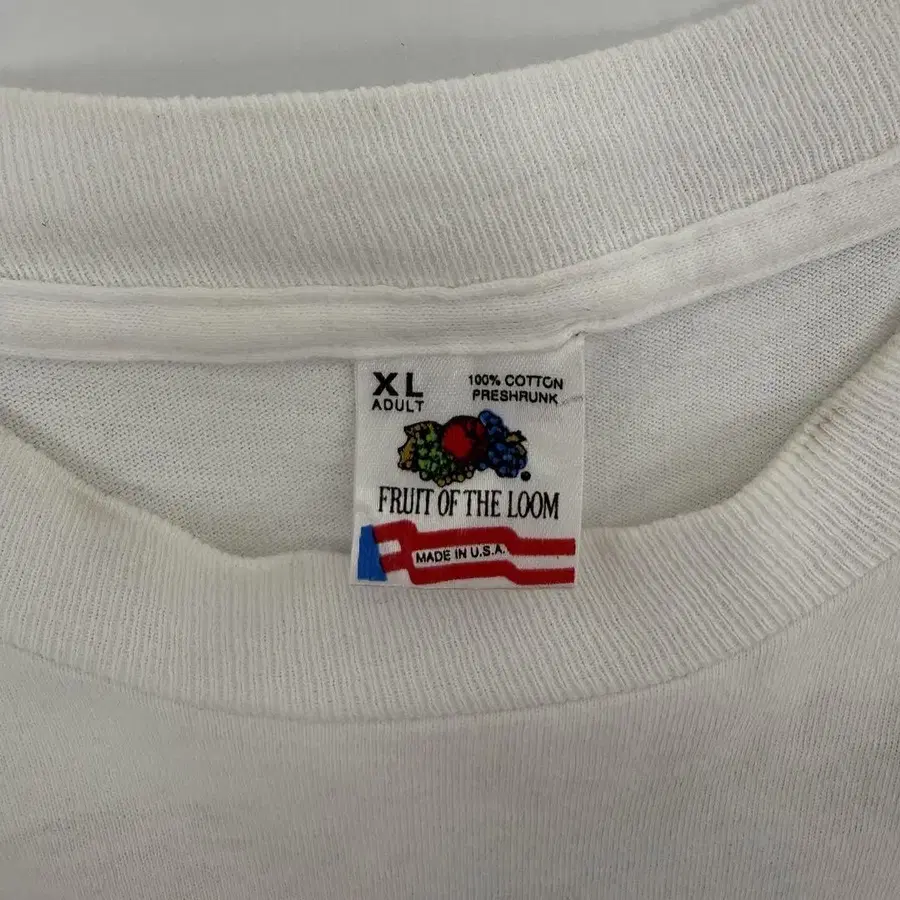 XL
ADULT
100% COTTON
PRESHRUNK
FRUIT OF THE LOOM
MADE IN U.S.A.